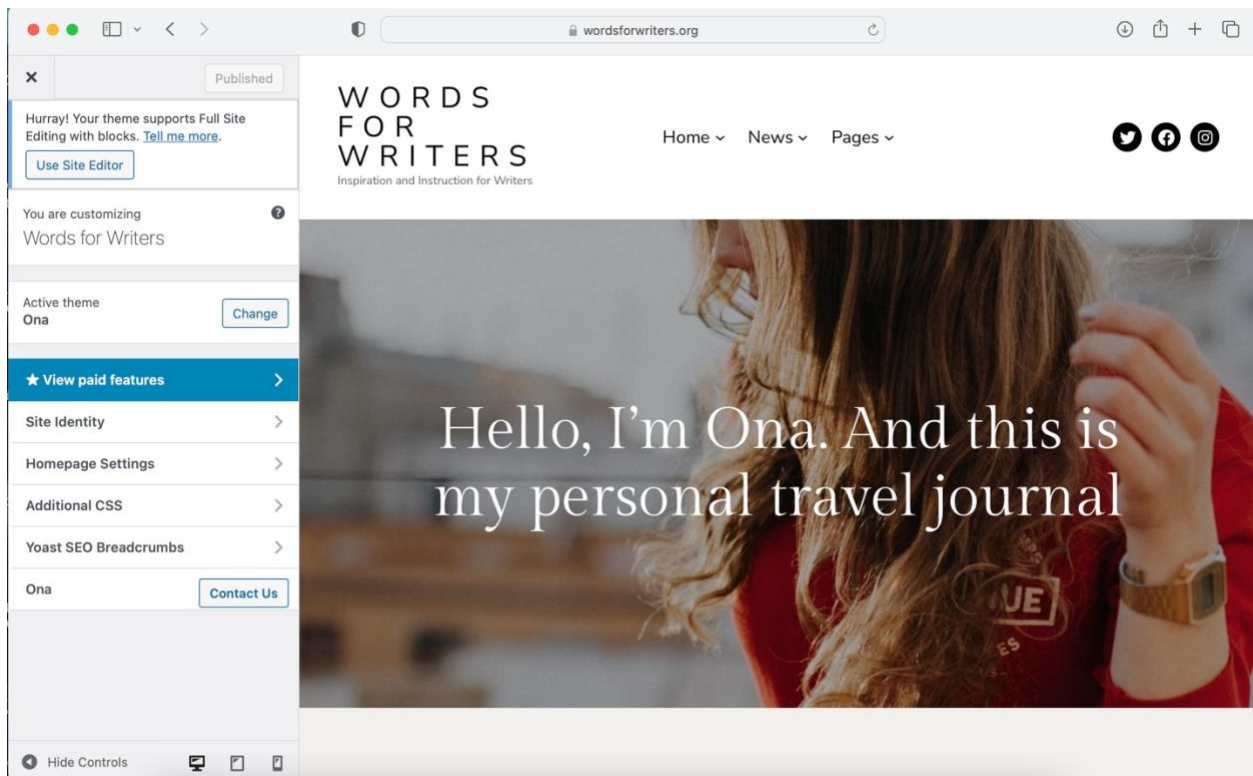 wordsforwriters.org
Published
Hurray! Your theme supports Full Site
Editing with blocks. Tell me more.
Use Site Editor
You are customizing
Words for Writers
Active theme
Ona
Change
View paid features
Site Identity
Homepage Settings
Additional CSS
Yoast SEO Breadcrumbs
Ona
Contact Us
Hide Controls
WORDS
FOR
WRITERS
Inspiration and Instruction for Writers
Home
News
Pages
Hello, I’m Ona. And this is
my personal travel journal
UE
ES